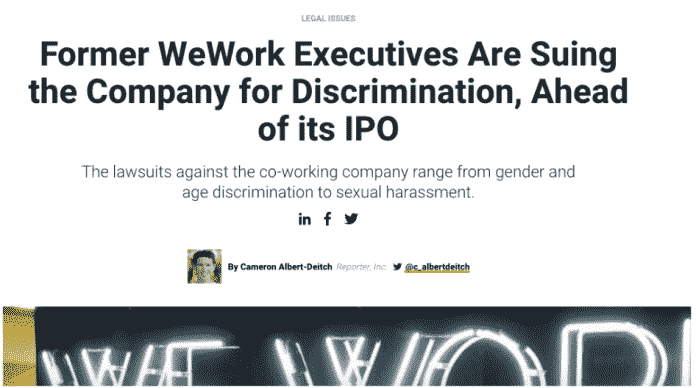 LEGAL ISSUES
Former WeWork Executives Are Suing
the Company for Discrimination, Ahead
of its IPO
The lawsuits against the co-working company range from gender and
age discrimination to sexual harassment.
in f
By Cameron Albert-Deitch Reporter, Inc. @c_albertdeitch
WE WORK